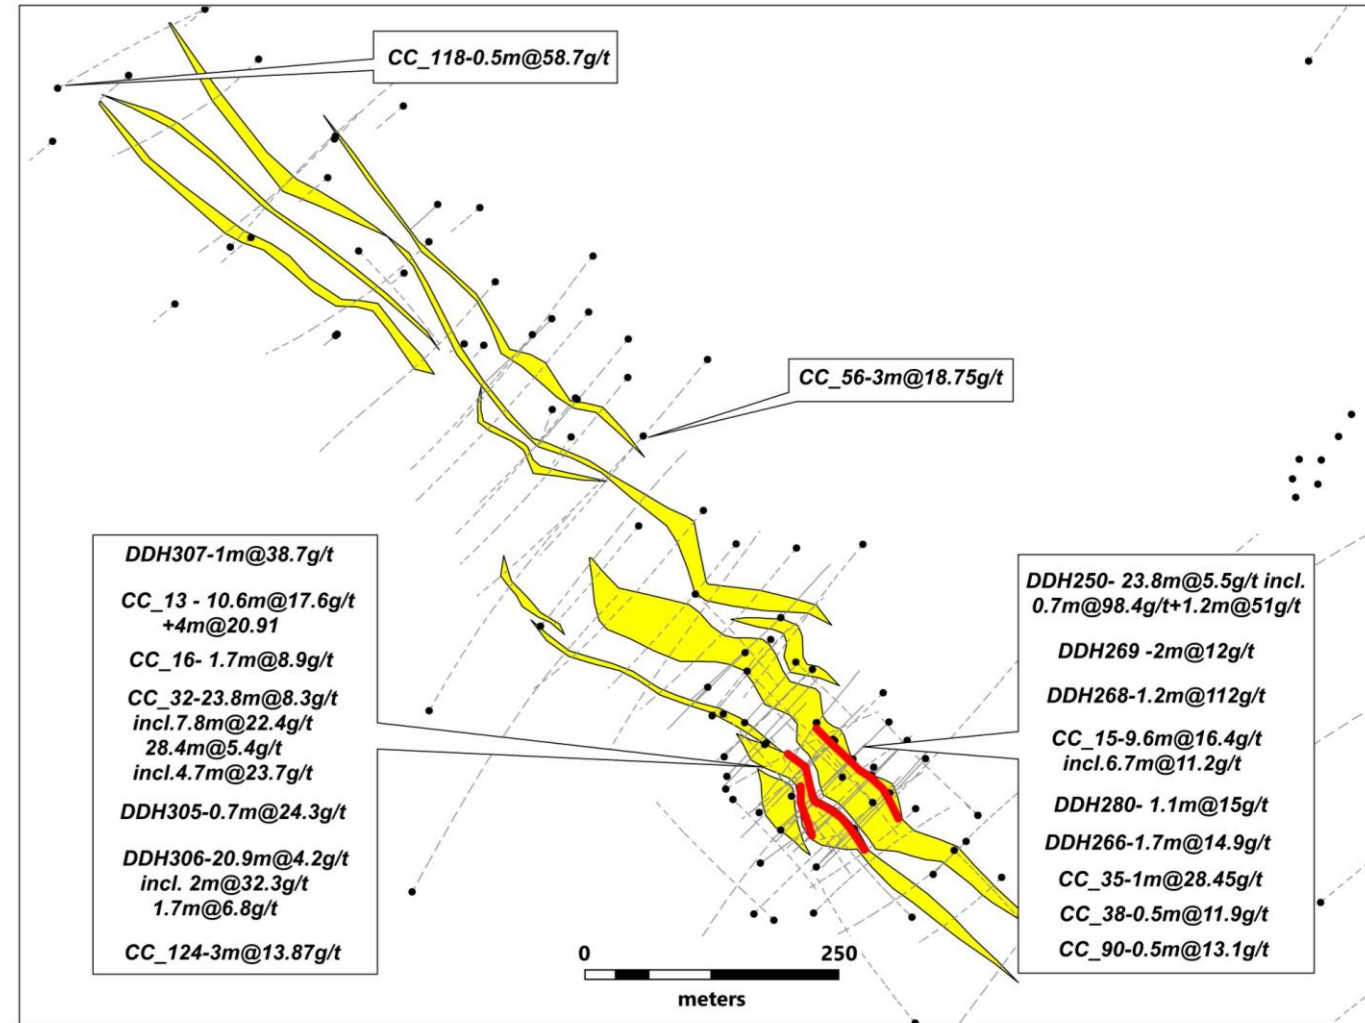 CC_118-0.5m@58.7g/t
CC_56-3m@18.75g/t
DDH307-1m@38.7g/t
CC_13 - 10.6m@17.6g/t
+4m@20.91
CC_16- 1.7m@8.9g/t
CC_32-23.8m@8.3g/t
incl.7.8m@22.4g/t
28.4m@5.4g/t
incl.4.7m@23.7g/t
DDH305-0.7m@24.3g/t
DDH306-20.9m@4.2g/t
incl. 2m@32.3g/t
1.7m@6.8g/t
CC_124-3m@13.87g/t
DDH250- 23.8m@5.5g/t incl.
0.7m@98.4g/t+1.2m@51g/t
DDH269 -2m@12g/t
DDH268-1.2m@112g/t
CC_15-9.6m@16.4g/t
incl.6.7m@11.2g/t
DDH280- 1.1m@15g/t
DDH266-1.7m@14.9g/t
CC_35-1m@28.45g/t
CC_38-0.5m@11.9g/t
CC_90-0.5m@13.1g/t
0 250
meters